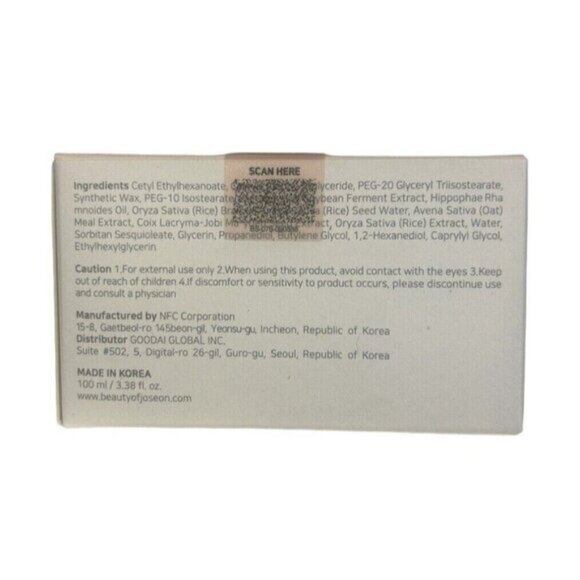 SCAN HERE
Ingredients Cetyl Ethylhexanoate, PEG-20 Glyceryl Triisostearate,
Synthetic Wax, PEG-10 Isostearate, Ferment Extract, Hippophae Rha
mnoides Oil, Oryza Sativa (Rice) (Rice) Seed Water, Avena Sativa (Oat)
Meal Extract, Coix Lacryma-Jobi Extract, Oryza Sativa (Rice) Extract, Water,
Sorbitan Sesquioleate, Glycerin, Propanediol, Butylene Glycol, 1,2-Hexanediol, Caprylyl Glycol,
Ethylhexylglycerin
Caution 1.For external use only 2.When using this product, avoid contact with the eyes 3.Keep
out of reach of children 4.If discomfort or sensitivity to product occurs, please discontinue use
and consult a physician
Manufactured by NFC Corporation
15-8, Gaetbeol-ro 145beon-gil, Yeonsu-gu, Incheon, Republic of Korea
Distributor GOODAI GLOBAL INC.
Suite #502, 5, Digital-ro 26-gil, Guro-gu, Seoul, Republic of Korea
MADE IN KOREA
100 ml / 3.38 fl. oz.
www.beautyofjoseon.com